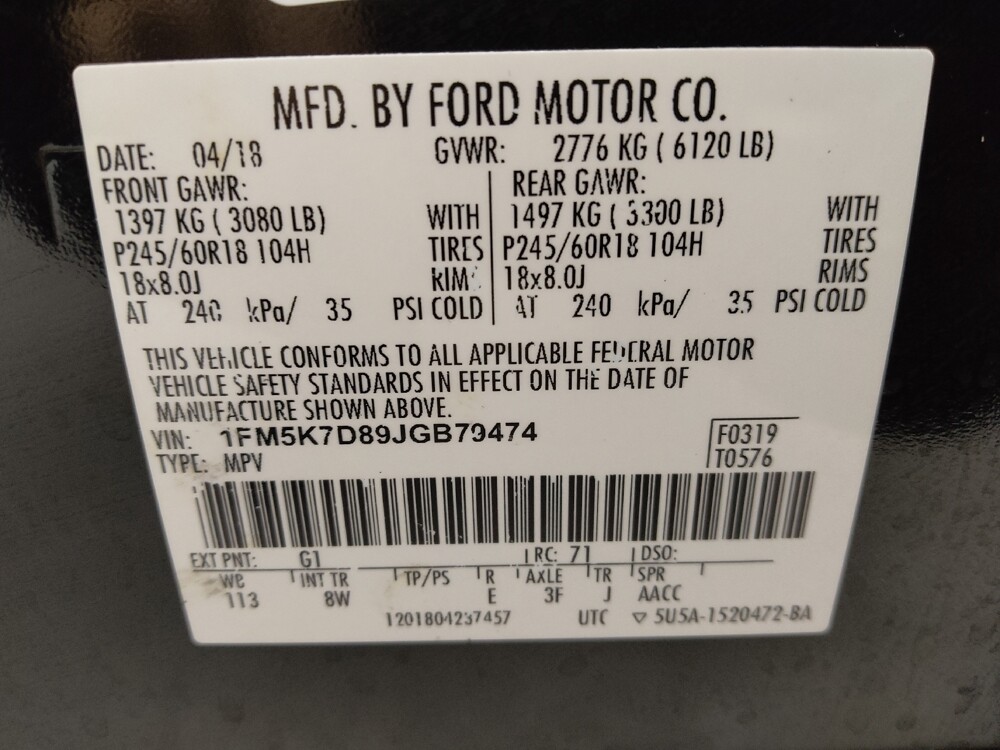 MFD. BY FORD MOTOR CO.
DATE: 04/18 GVWR: 2776 KG ( 6120 LB)
FRONT GAWR: REAR GAWR:
1397 KG ( 3080 LB) WITH 1497 KG ( 3300 LB) WITH
P245/60R18 104H TIRES P245/60R18 104H TIRES
18x8.0J RIMS 18x8.0J RIMS
AT 240 kPa/ 35 PSI COLD AT 240 kPa/ 35 PSI COLD
THIS VEHICLE CONFORMS TO ALL APPLICABLE FEDERAL MOTOR
VEHICLE SAFETY STANDARDS IN EFFECT ON THE DATE OF
MANUFACTURE SHOWN ABOVE.
VIN: 1FM5K7D89JGB79474 F0319
TYPE: MPV T0576
EXT PNT: G1 RC: 71 DSO:
WB INT TR TP/PS R AXLE TR SPR
113 8W E 3F J AACC
1201804237457 UTC ▽ 5U5A-1520472-BA